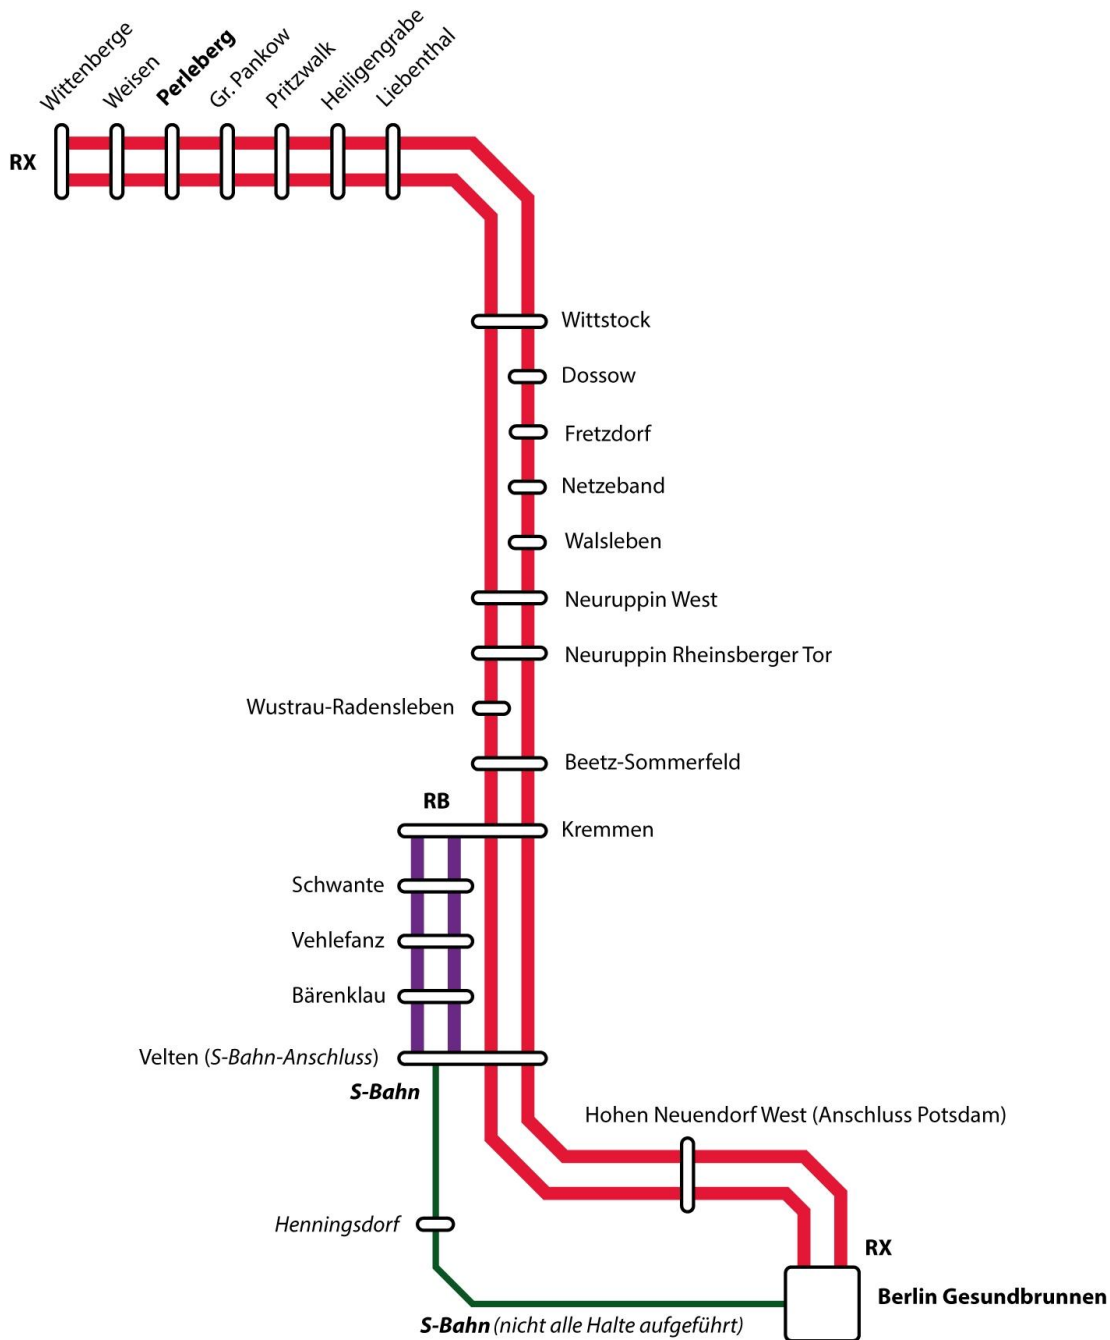 Wittenberge
Weisen
Perleberg
Gr. Pankow
Pritzwalk
Heiligengrabe
Liebenthal
RX
Wittstock
Dossow
Fretzdorf
Netzeband
Walsleben
Neuruppin West
Neuruppin Rheinsberger Tor
Wustrau-Radensleben
Beetz-Sommerfeld
RB
Kremmen
Schwante
Vehlefanz
Bärenklau
Velten (S-Bahn-Anschluss)
S-Bahn
Hohen Neuendorf West (Anschluss Potsdam)
Henningsdorf
RX
Berlin Gesundbrunnen
S-Bahn (nicht alle Halte aufgeführt)